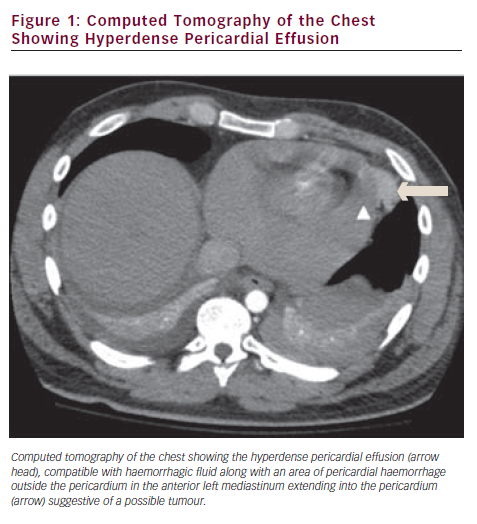 Figure 1: Computed Tomography of the Chest
Showing Hyperdense Pericardial Effusion
Computed tomography of the chest showing the hyperdense pericardial effusion (arrow
head), compatible with haemorrhagic fluid along with an area of pericardial haemorrhage
outside the pericardium in the anterior left mediastinum extending into the pericardium
(arrow) suggestive of a possible tumour.